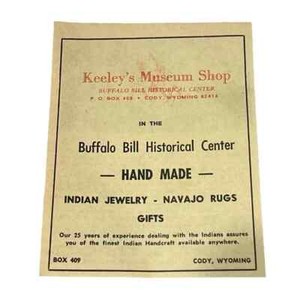 Keeley's Museum Shop
BUFFALO BILL HISTORICAL CENTER
P. O. BOX 409 • CODY, WYOMING 82414
IN THE
Buffalo Bill Historical Center
— HAND MADE —
INDIAN JEWELRY - NAVAJO RUGS
GIFTS
Our 25 years of experience dealing with the Indians assures
you of the finest Indian Handcraft available anywhere.
BOX 409 CODY, WYOMING